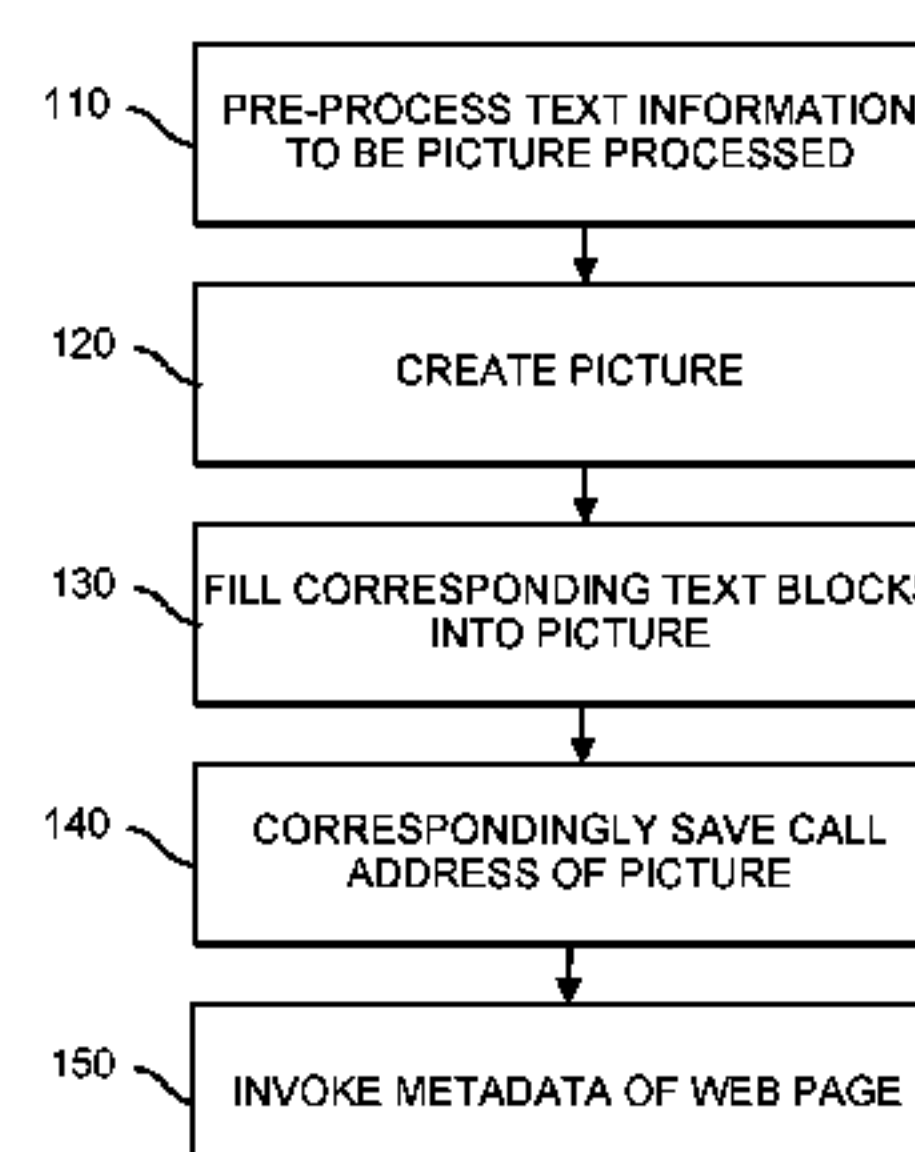 110
PRE-PROCESS TEXT INFORMATION
TO BE PICTURE PROCESSED
120
CREATE PICTURE
130
FILL CORRESPONDING TEXT BLOCKS
INTO PICTURE
140
CORRESPONDINGLY SAVE CALL
ADDRESS OF PICTURE
150
INVOKE METADATA OF WEB PAGE